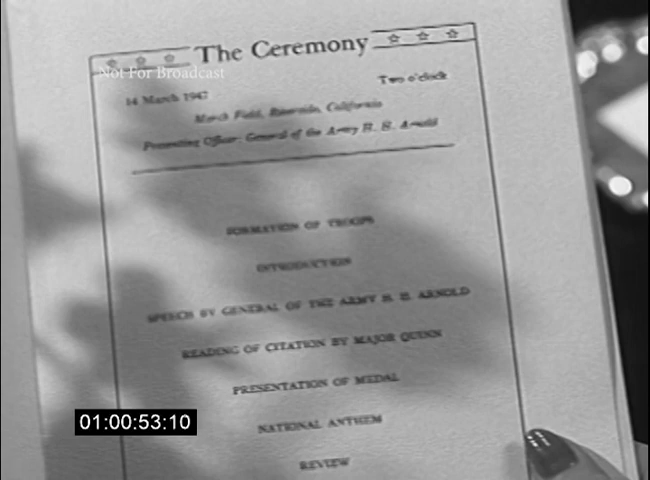 The Ceremony
Not For Broadcast
14 March 1947
Two o'clock
March Field, Riverside, California
Presenting Officer: General of the Army H. H. Arnold
FORMATION OF TROOPS
INTRODUCTION
SPEECH BY GENERAL OF THE ARMY H. H. ARNOLD
READING OF CITATION BY MAJOR QUINN
PRESENTATION OF MEDAL
NATIONAL ANTHEM
REVIEW
01:00:53:10